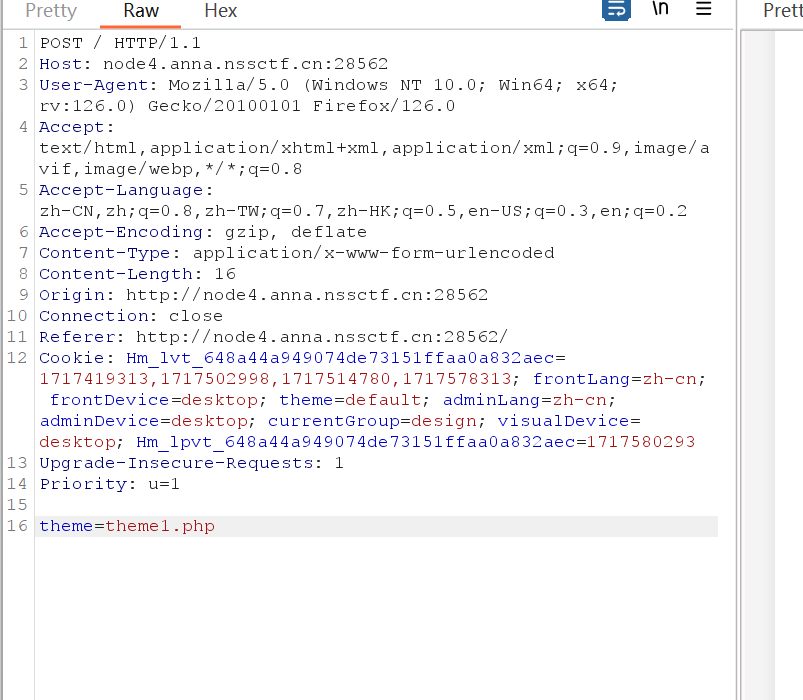 Pretty Raw Hex \n Prett
1 POST / HTTP/1.1
2 Host: node4.anna.nssctf.cn:28562
3 User-Agent: Mozilla/5.0 (Windows NT 10.0; Win64; x64;
rv:126.0) Gecko/20100101 Firefox/126.0
4 Accept:
text/html,application/xhtml+xml,application/xml;q=0.9,image/a
vif,image/webp,*/*;q=0.8
5 Accept-Language:
zh-CN,zh;q=0.8,zh-TW;q=0.7,zh-HK;q=0.5,en-US;q=0.3,en;q=0.2
6 Accept-Encoding: gzip, deflate
7 Content-Type: application/x-www-form-urlencoded
8 Content-Length: 16
9 Origin: http://node4.anna.nssctf.cn:28562
10 Connection: close
11 Referer: http://node4.anna.nssctf.cn:28562/
12 Cookie: Hm_lvt_648a44a949074de73151ffaa0a832aec=
1717419313,1717502998,1717514780,1717578313; frontLang=zh-cn;
frontDevice=desktop; theme=default; adminLang=zh-cn;
adminDevice=desktop; currentGroup=design; visualDevice=
desktop; Hm_lpvt_648a44a949074de73151ffaa0a832aec=1717580293
13 Upgrade-Insecure-Requests: 1
14 Priority: u=1
15
16 theme=theme1.php